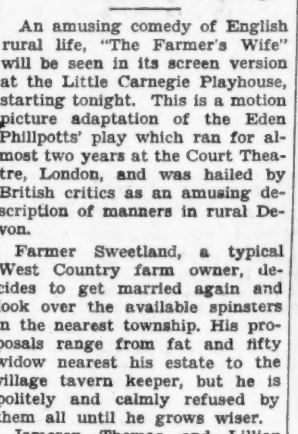 An amusing comedy of English
rural life, "The Farmer's Wife"
will be seen in its screen version
at the Little Carnegie Playhouse,
starting tonight. This is a motion
picture adaptation of the Eden
Phillpotts' play which ran for al-
most two years at the Court Thea-
tre, London, and was hailed by
British critics as an amusing de-
scription of manners in rural De-
von.
Farmer Sweetland, a typical
West Country farm owner, de-
cides to get married again and
look over the available spinsters
in the nearest township. His pro-
posals range from fat and fifty
widow nearest his estate to the
village tavern keeper, but he is
politely and calmly refused by
them all until he grows wiser.
Jameson Thomas and Lillian